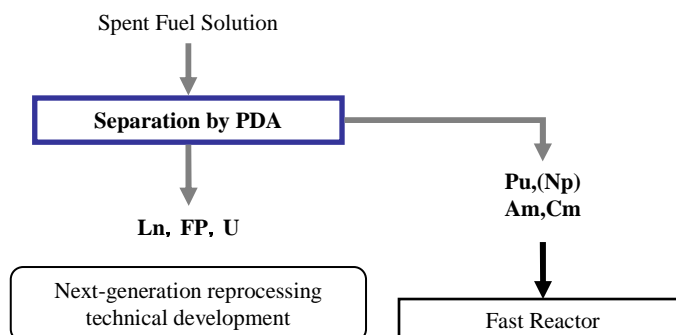 Spent Fuel Solution
Separation by PDA
Pu,(Np)
Am,Cm
Ln, FP, U
Next-generation reprocessing
technical development
Fast Reactor